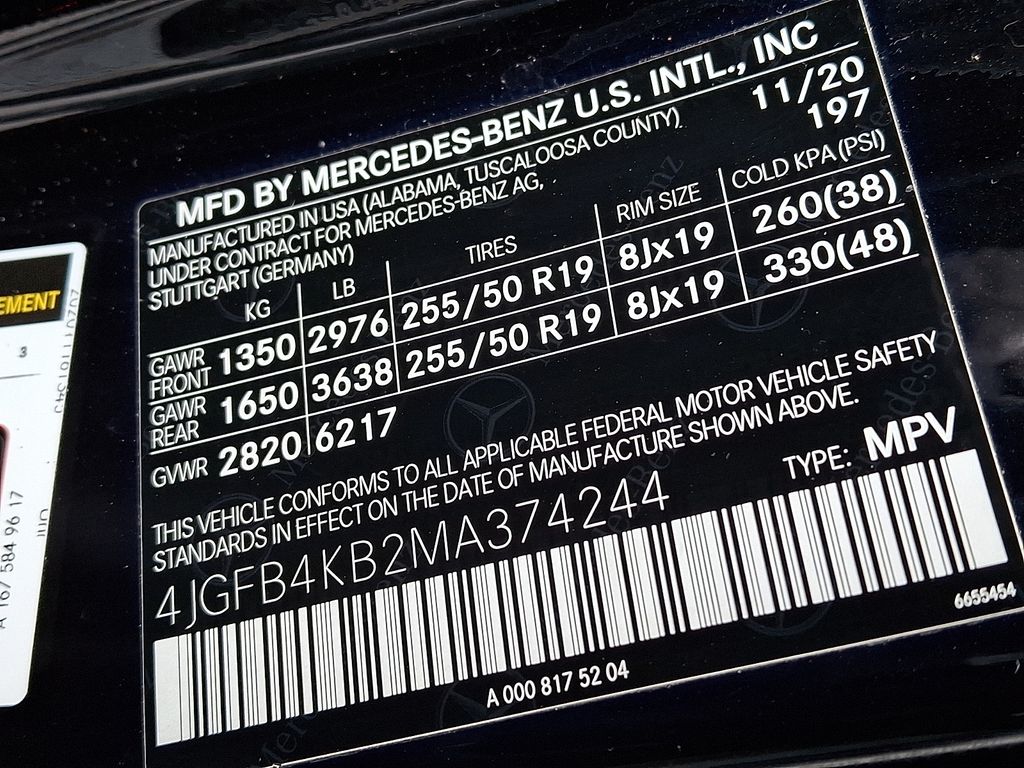 MFD BY MERCEDES-BENZ U.S. INTL., INC
MANUFACTURED IN USA (ALABAMA, TUSCALOOSA COUNTY)
11/20
UNDER CONTRACT FOR MERCEDES-BENZ AG,
197
STUTTGART (GERMANY)
KG LB TIRES RIM SIZE COLD KPA (PSI)
GAWR FRONT 1350 2976 255/50 R19 8Jx19 260(38)
GAWR REAR 1650 3638 255/50 R19 8Jx19 330(48)
GVWR 2820 6217
THIS VEHICLE CONFORMS TO ALL APPLICABLE FEDERAL MOTOR VEHICLE SAFETY
STANDARDS IN EFFECT ON THE DATE OF MANUFACTURE SHOWN ABOVE.
TYPE: MPV
4JGFB4KB2MA374244
6655454
A 000 817 52 04
EMENT
3
A 167 584 96 17